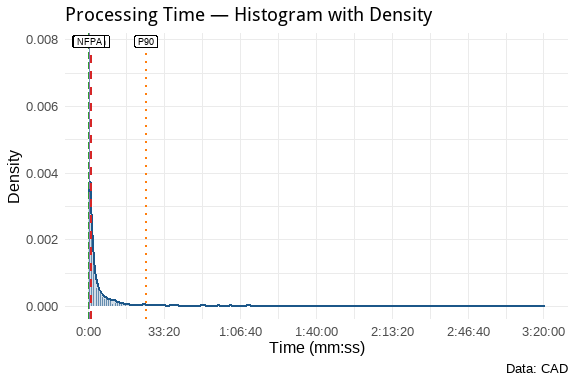 Processing Time — Histogram with Density
NFPA
P90
0.008
0.006
0.004
0.002
0.000
Density
0:00
33:20
1:06:40
1:40:00
2:13:20
2:46:40
3:20:00
Time (mm:ss)
Data: CAD